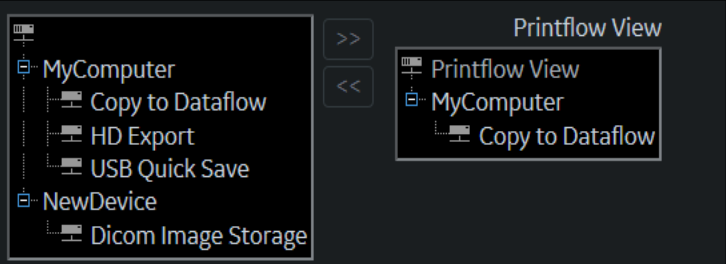 MyComputer
Copy to Dataflow
HD Export
USB Quick Save
NewDevice
Dicom Image Storage
>>
<<
Printflow View
Printflow View
MyComputer
Copy to Dataflow